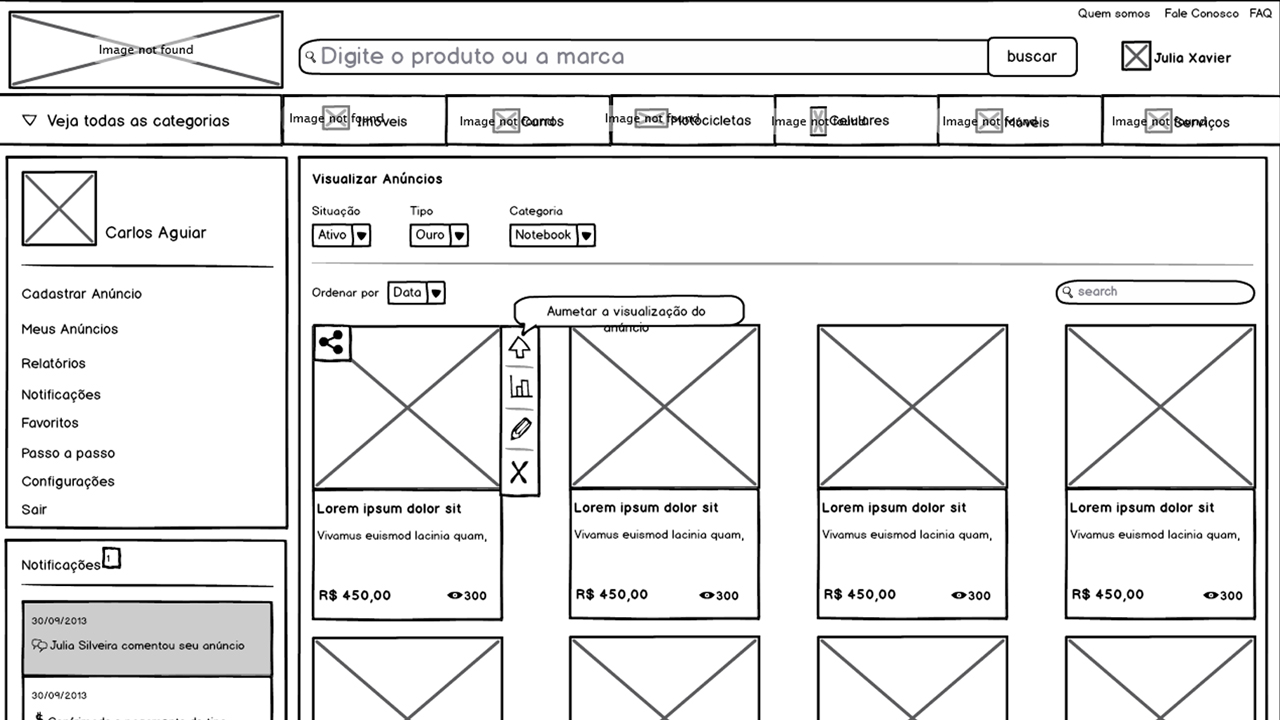 Quem somos Fale Conosco FAQ
Image not found
Digite o produto ou a marca
buscar
Julia Xavier
Veja todas as categorias
Image not found Imóveis
Image not found Carros
Image not found Motocicletas
Image not found Celulares
Image not found Móveis
Image not found Serviços
Carlos Aguiar
Cadastrar Anúncio
Meus Anúncios
Relatórios
Notificações
Favoritos
Passo a passo
Configurações
Sair
Notificações 1
30/09/2013
Julia Silveira comentou seu anúncio
30/09/2013
Visualizar Anúncios
Situação Tipo Categoria
Ativo Ouro Notebook
Ordenar por Data
search
Aumetar a visualização do
anúncio
Lorem ipsum dolor sit
Vivamus euismod lacinia quam,
R$ 450,00 300
Lorem ipsum dolor sit
Vivamus euismod lacinia quam,
R$ 450,00 300
Lorem ipsum dolor sit
Vivamus euismod lacinia quam,
R$ 450,00 300
Lorem ipsum dolor sit
Vivamus euismod lacinia quam,
R$ 450,00 300